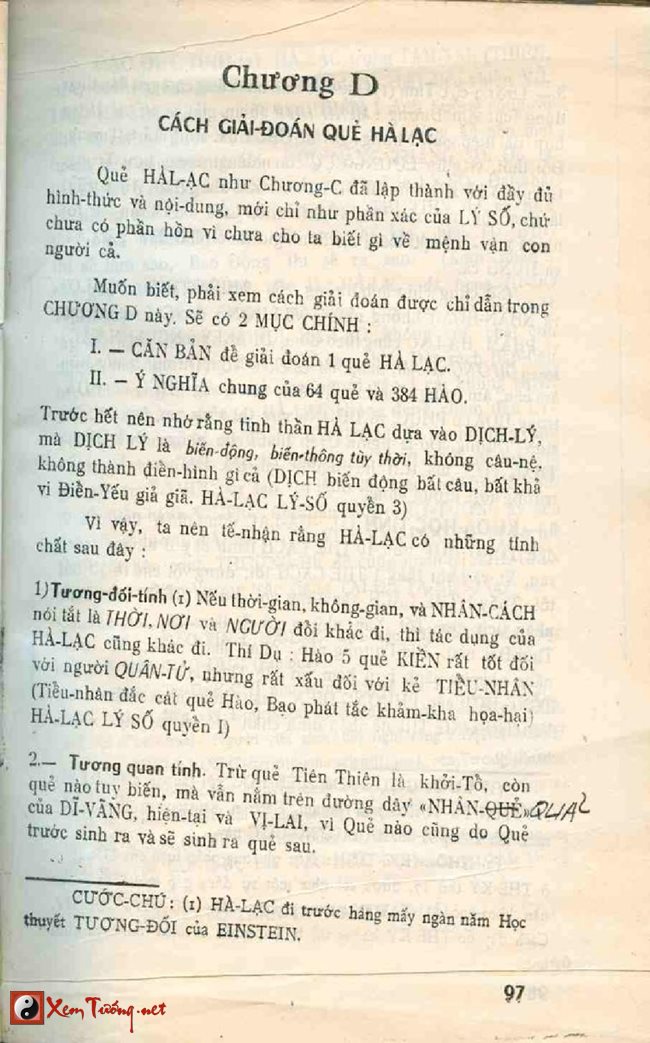 Chương D
CÁCH GIẢI-ĐOÁN QUẺ HÀ LẠC
Quẻ HÀL-ẠC như Chương-C đã lập thành với đầy đủ
hình-thức và nội-dung, mới chỉ như phần xác của LÝ SỐ, chứ
chưa có phần hồn vì chưa cho ta biết gì về mệnh vận con
người cả.
Muốn biết, phải xem cách giải đoán được chỉ dẫn trong
CHƯƠNG D này. Sẽ có 2 MỤC CHÍNH :
I. — CĂN BẢN để giải đoán 1 quẻ HÀ LẠC.
II. — Ý NGHĨA chung của 64 quẻ và 384 HÀO.
Trước hết nên nhớ rằng tinh thần HÀ LẠC dựa vào DỊCH-LÝ,
mà DỊCH LÝ là biến-động, biến-thông tùy thời, không câu-nệ,
không thành điển-hình gì cả (DỊCH biến động bất câu, bất khả
vi Điển-Yếu giả giã. HÀ-LẠC LÝ-SỐ quyển 3)
Vì vậy, ta nên tế-nhận rằng HÀ-LẠC có những tính
chất sau đây :
1) Tương-đối-tính (1) Nếu thời-gian, không-gian, và NHÂN-CÁCH
nói tắt là THỜI, NƠI và NGƯỜI đổi khác đi, thì tác dụng của
HÀ-LẠC cũng khác đi. Thí Dụ : Hào 5 quẻ KIỀN rất tốt đối
với người QUÂN-TỬ, nhưng rất xấu đối với kẻ TIỂU-NHÂN
(Tiểu-nhân đắc cát quẻ Hào, Bạo phát tắc khảm-kha họa-hại)
HÀ-LẠC LÝ SỐ quyển I)
2.— Tương quan tính. Trừ quẻ Tiên Thiên là khởi-Tổ, còn
quẻ nào tuy biến, mà vẫn nằm trên đường dây «NHÂN-QUẺ» QUẢ
của DĨ-VÃNG, hiện-tại và VỊ-LAI, vì Quẻ nào cũng do Quẻ
trước sinh ra và sẽ sinh ra quẻ sau.
CƯỚC-CHÚ: (1) HÀ-LẠC đi trước hàng mấy ngàn năm Học
thuyết TƯƠNG-ĐỐI của EINSTEIN.
97
XemTướng.net